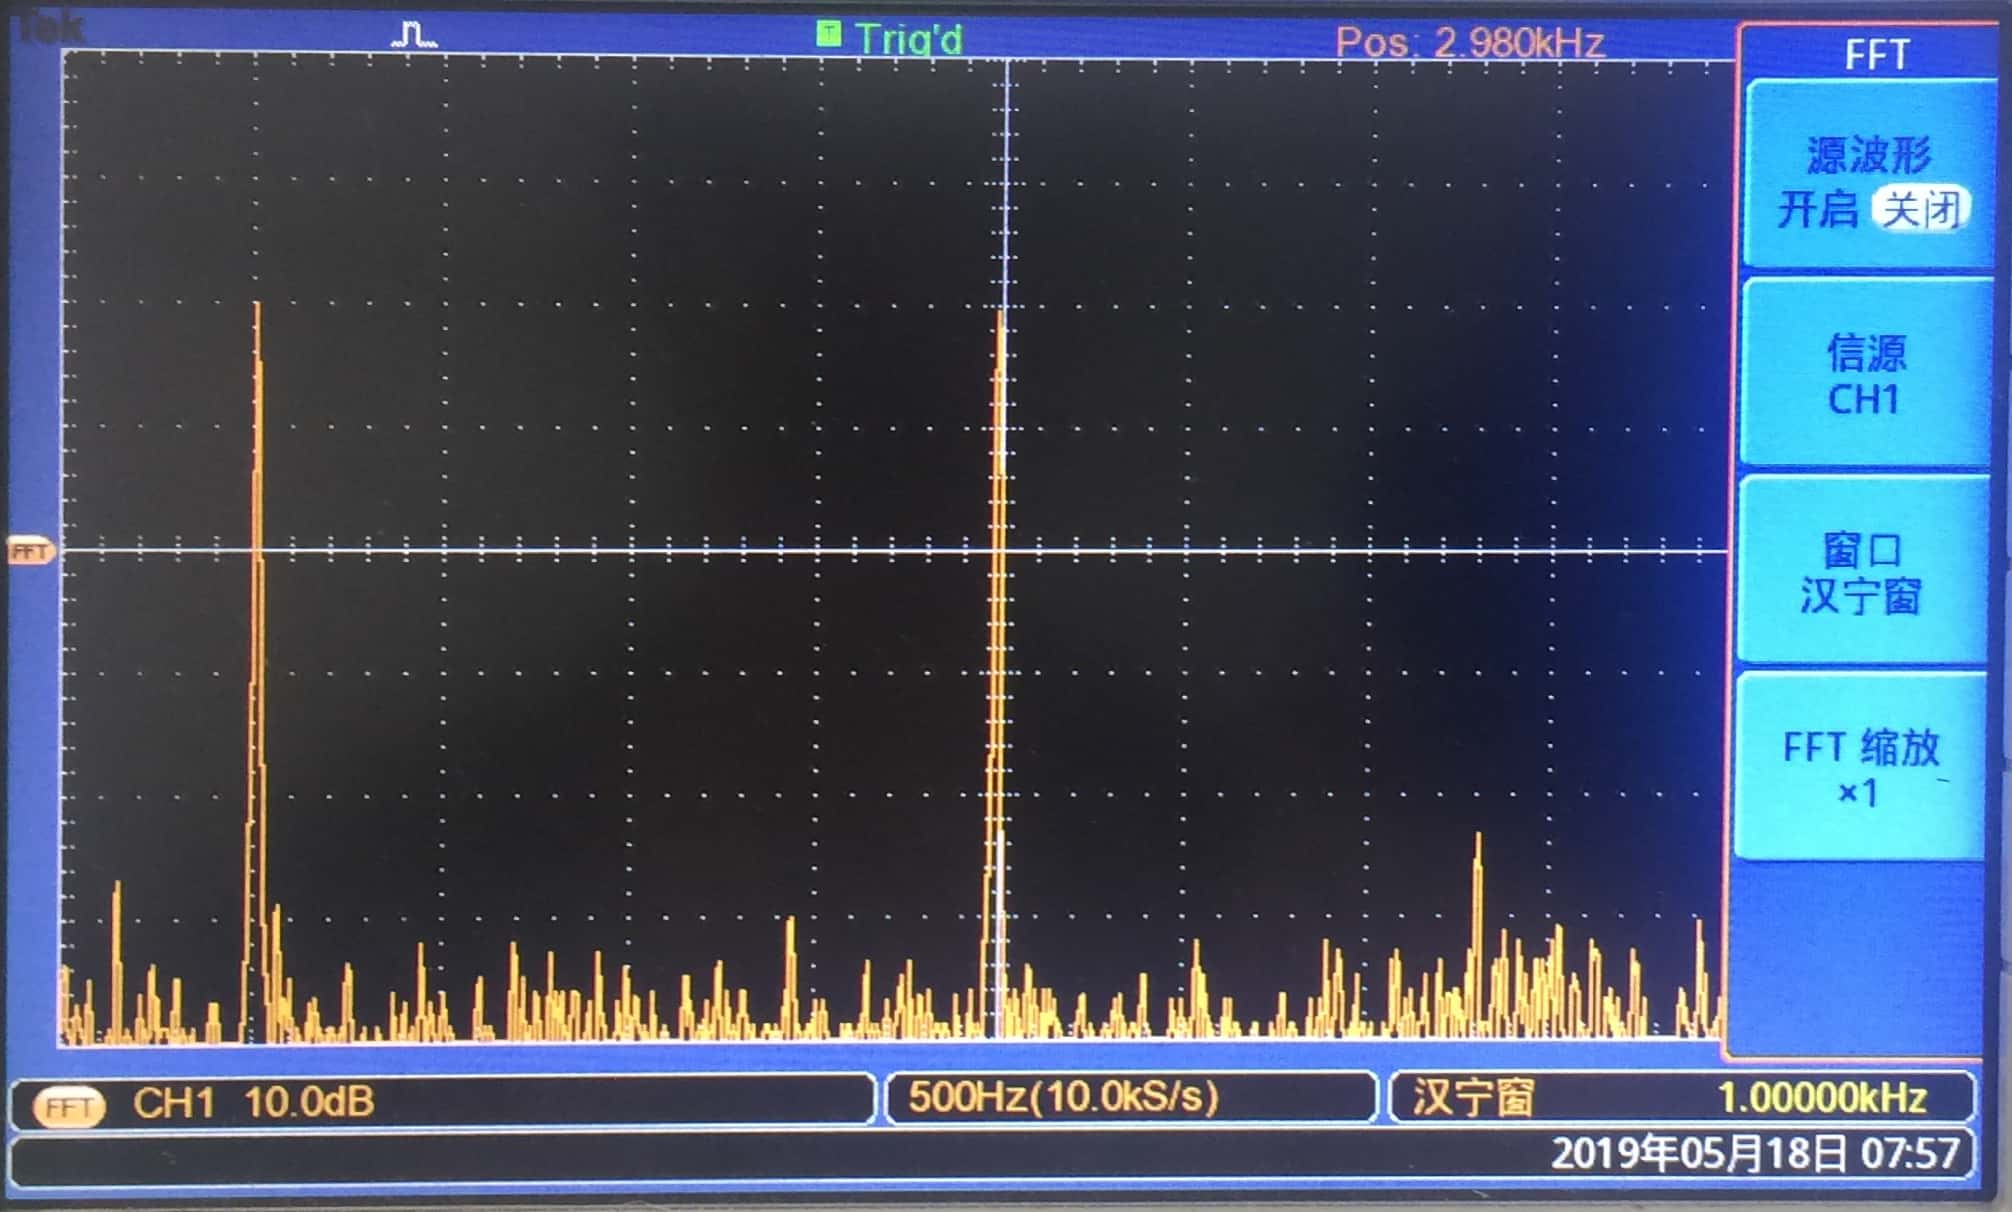 Tek
T Trig'd
Pos: 2.980kHz
FFT
源波形
开启 关闭
信源
CH1
窗口
汉宁窗
FFT 缩放
×1
FFT
FFT CH1 10.0dB
500Hz(10.0kS/s)
汉宁窗 1.00000kHz
2019年05月18日 07:57